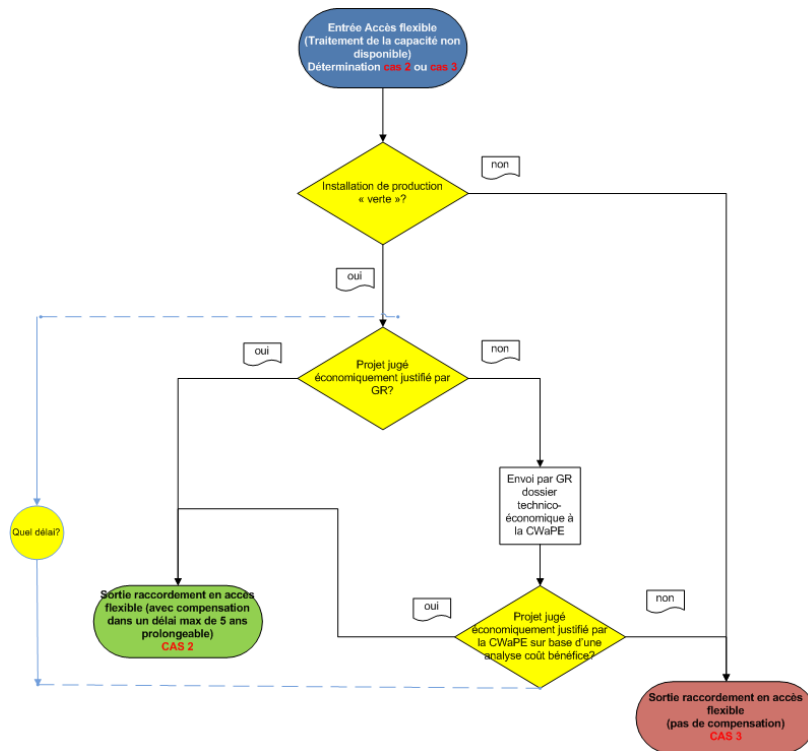 Entrée Accès flexible
(Traitement de la capacité non
disponible)
Détermination cas 2 ou cas 3
non
Installation de production
« verte »?
oui
oui
non
Projet jugé
économiquement justifié par
GR?
Envoi par GR
dossier
technico-
économique à
la CWaPE
Quel délai?
Sortie raccordement en accès
flexible (avec compensation
dans un délai max de 5 ans
prolongeable)
CAS 2
oui
non
Projet jugé
économiquement justifié par
la CWaPE sur base d'une
analyse coût bénéfice?
Sortie raccordement en accès
flexible
(pas de compensation)
CAS 3